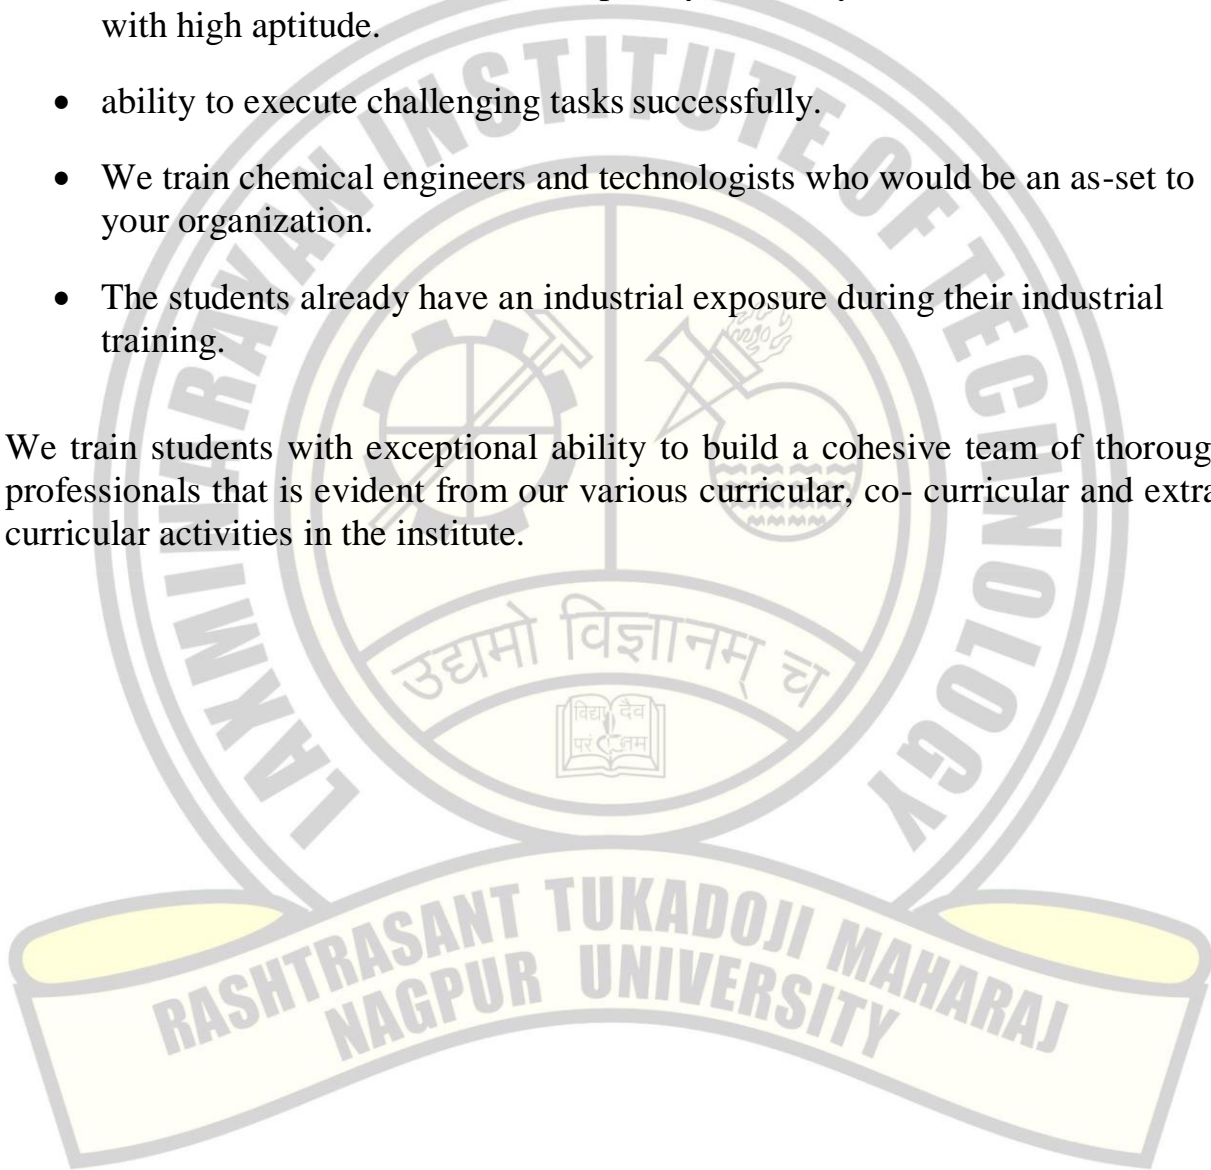 with high aptitude.
• ability to execute challenging tasks successfully.
• We train chemical engineers and technologists who would be an as-set to
your organization.
• The students already have an industrial exposure during their industrial
training.
We train students with exceptional ability to build a cohesive team of thoroug
professionals that is evident from our various curricular, co- curricular and extra
curricular activities in the institute.
LAXMINARAYAN INSTITUTE OF TECHNOLOGY
उद्यमो विज्ञानम् च
विद्या दैव
परं
RASHTRASANT TUKADOJI MAHARAJ
NAGPUR UNIVERSITY